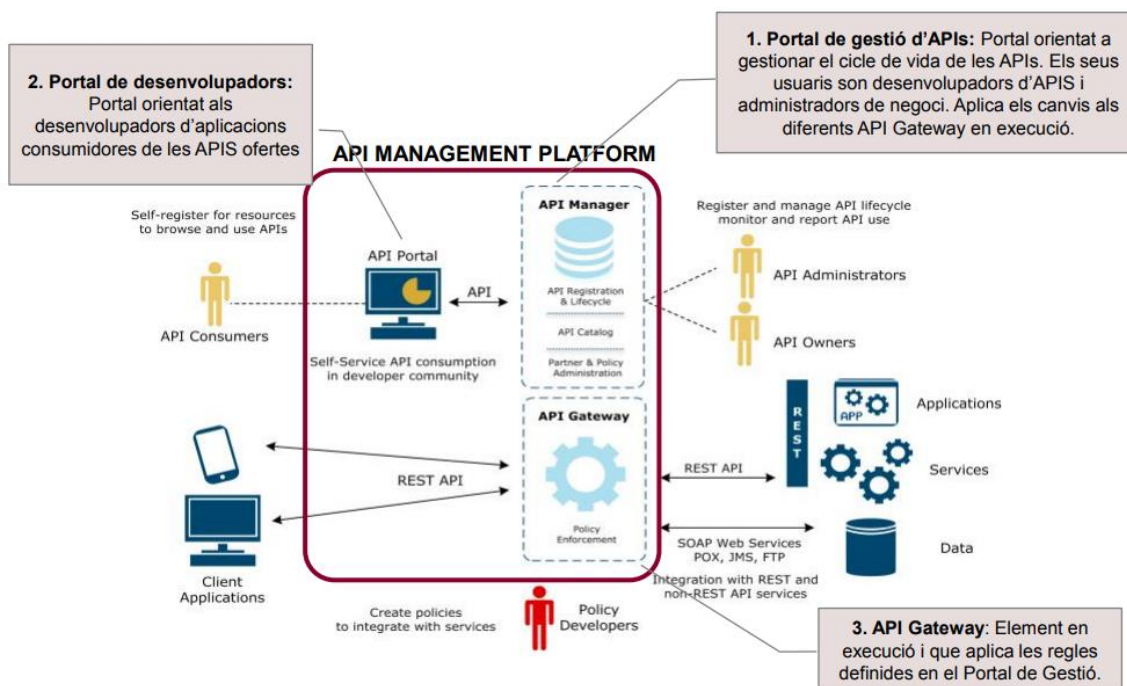 1. Portal de gestió d’APIs: Portal orientat a
gestionar el cicle de vida de les APIs. Els seus
usuaris son desenvolupadors d’APIS i
administradors de negoci. Aplica els canvis als
diferents API Gateway en execució.
2. Portal de desenvolupadors:
Portal orientat als
desenvolupadors d’aplicacions
consumidores de les APIS ofertes
API MANAGEMENT PLATFORM
Self-register for resources
to browse and use APIs
API Consumers
API Portal
API
Self-Service API consumption
in developer community
API Manager
API Registration
& Lifecycle
API Catalog
Partner & Policy
Administration
Register and manage API lifecycle
monitor and report API use
API Administrators
API Owners
Client
Applications
REST API
API Gateway
Policy
Enforcement
REST API
REST
APP
Applications
Services
Data
SOAP Web Services
POX, JMS, FTP
Integration with REST and
non-REST API services
Create policies
to integrate with services
Policy
Developers
3. API Gateway: Element en
execució i que aplica les regles
definides en el Portal de Gestió.